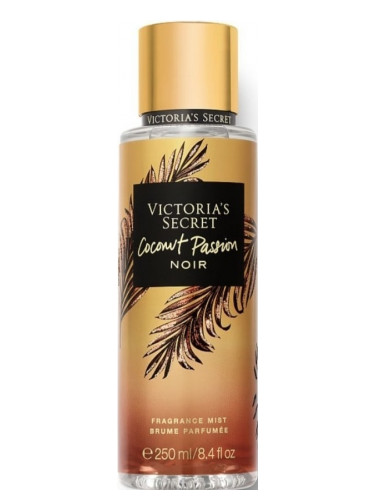 VICTORIA'S SECRET
VICTORIA'S
SECRET
Coconut Passion
NOIR
FRAGRANCE MIST
BRUME PARFUMÉE
℮ 250 ml/8.4 fl oz